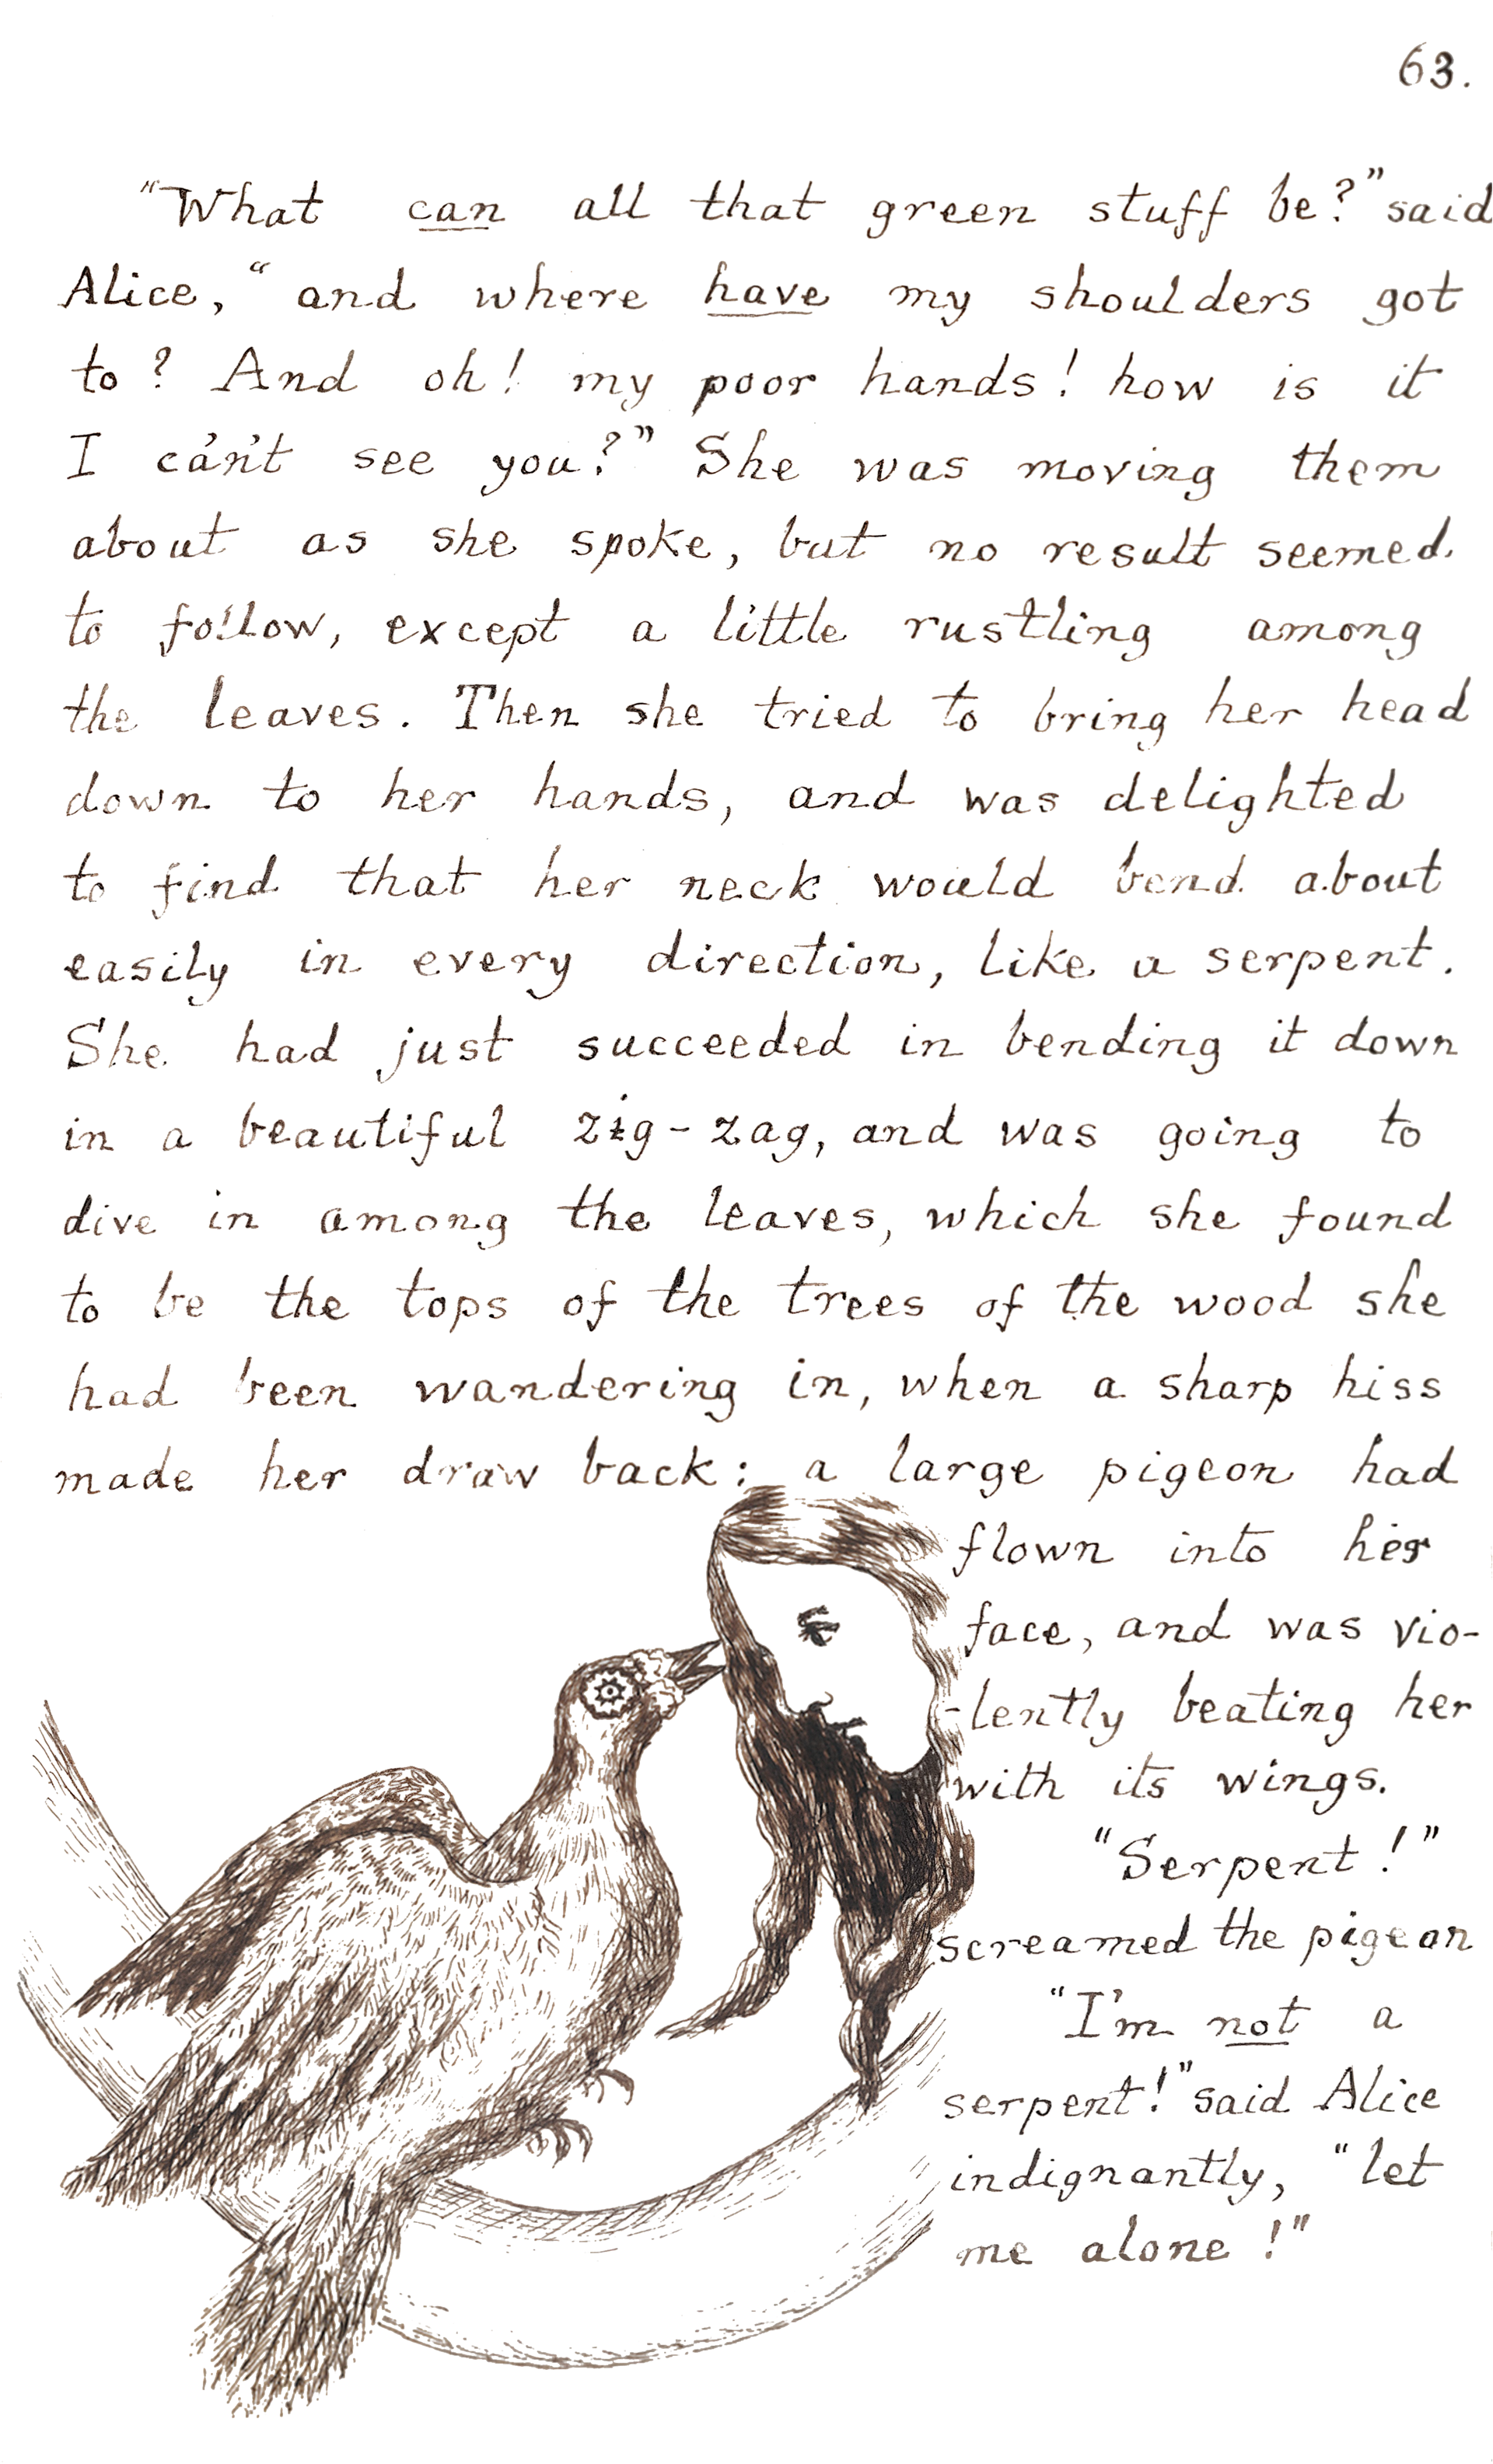 63.
"What can all that green stuff be?" said
Alice, "and where have my shoulders got
to? And oh! my poor hands! how is it
I ca'n't see you?" She was moving them
about as she spoke, but no result seemed
to follow, except a little rustling among
the leaves. Then she tried to bring her head
down to her hands, and was delighted
to find that her neck would bend about
easily in every direction, like a serpent.
She had just succeeded in bending it down
in a beautiful zig-zag, and was going to
dive in among the leaves, which she found
to be the tops of the trees of the wood she
had been wandering in, when a sharp hiss
made her draw back: a large pigeon had
flown into her
face, and was vio-
-lently beating her
with its wings.
"Serpent!"
screamed the pigeon
"I'm not a
serpent!" said Alice
indignantly, "let
me alone!"